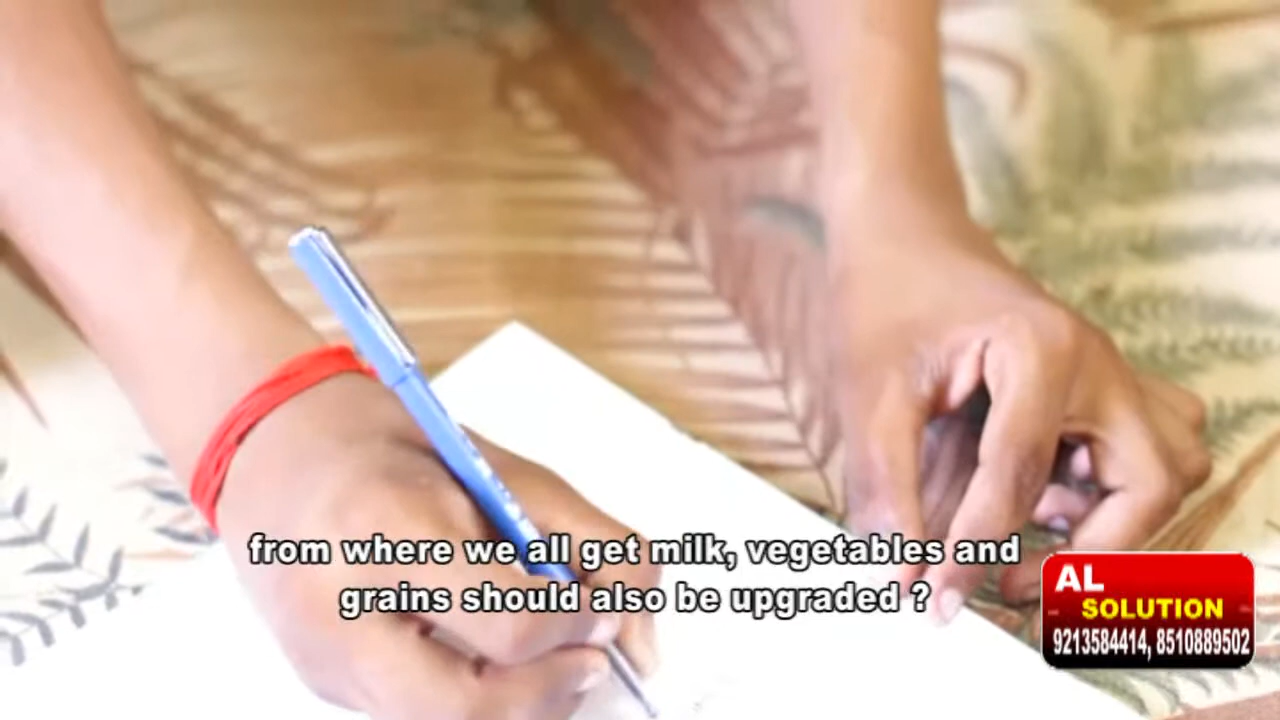 from where we all get milk, vegetables and
grains should also be upgraded ?
AL
SOLUTION
9213584414, 8510889502